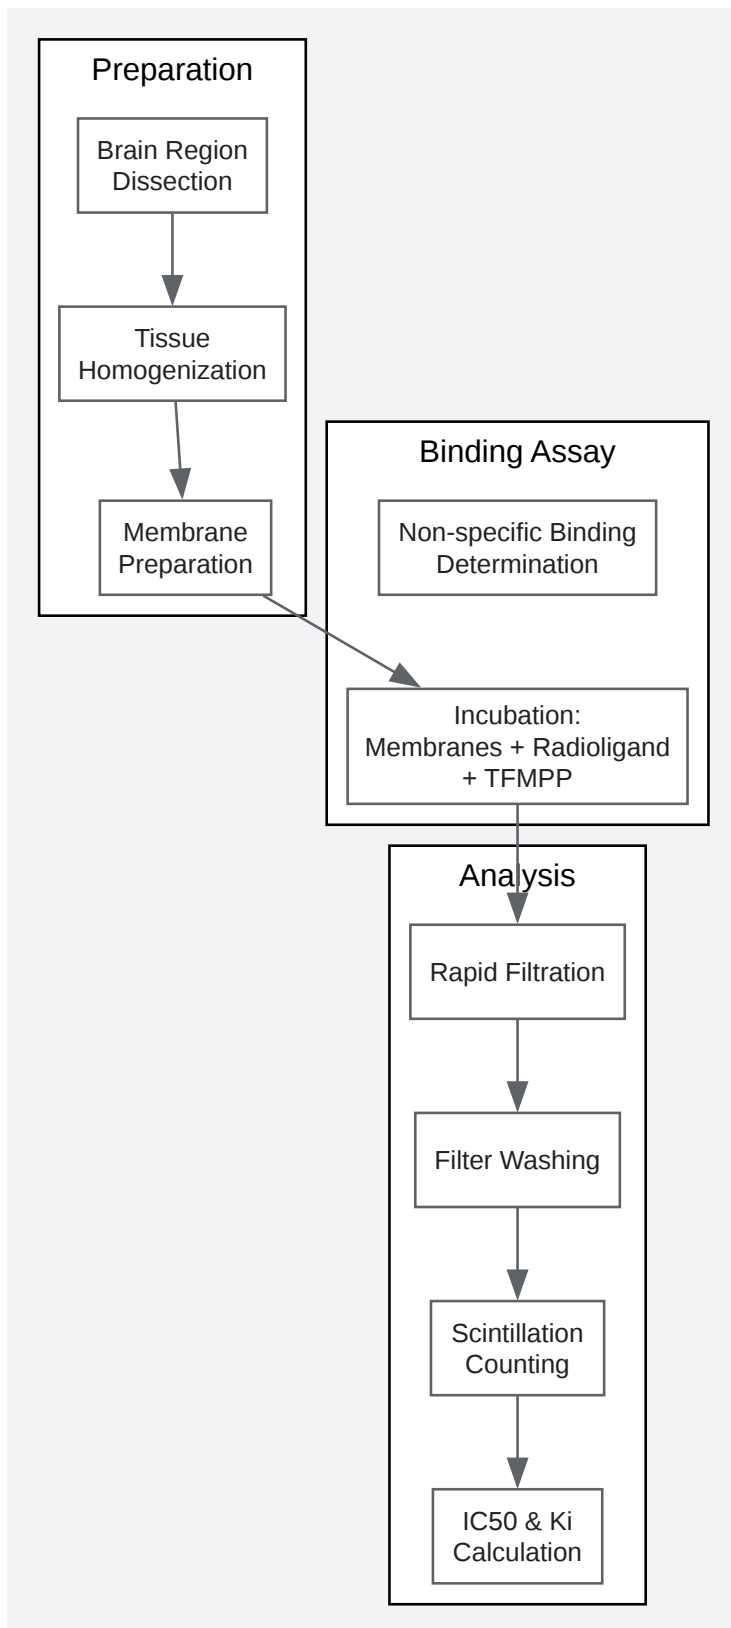 Preparation
Brain Region
Dissection
Tissue
Homogenization
Membrane
Preparation
Binding Assay
Non-specific Binding
Determination
Incubation:
Membranes + Radioligand
+ TFMPP
Analysis
Rapid Filtration
Filter Washing
Scintillation
Counting
IC50 & Ki
Calculation